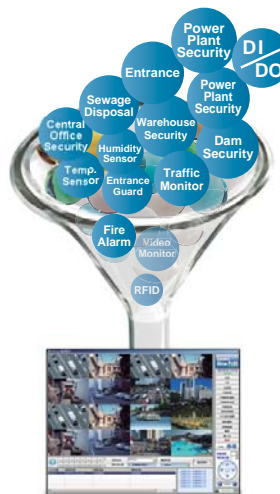 Power
Plant
Security
DI
DO
Entrance
Power
Plant
Security
Sewage
Disposal
Central
Office
Security
Warehouse
Security
Dam
Security
Humidity
Sensor
Temp.
Sensor
Entrance
Guard
Traffic
Monitor
Fire
Alarm
Video
Monitor
RFID